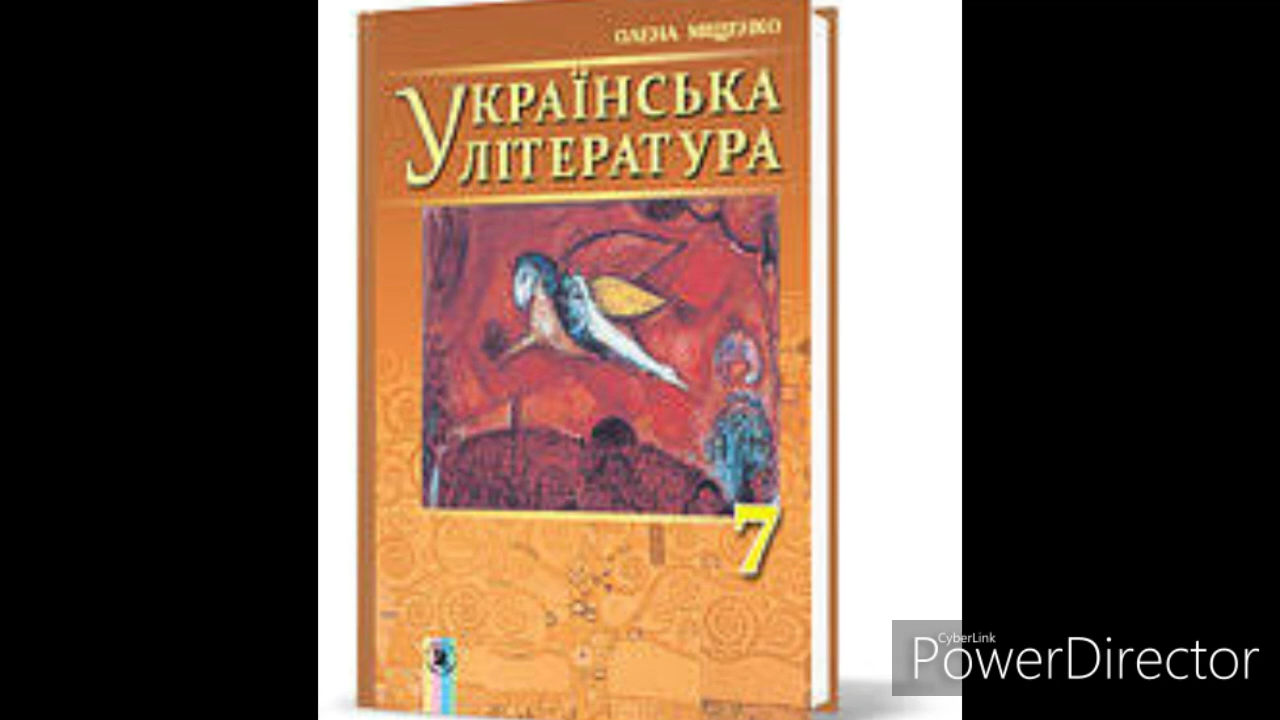 ОЛЕНА МІЩЕНКО
УКРАЇНСЬКА
ЛІТЕРАТУРА
7
CyberLink
PowerDirector